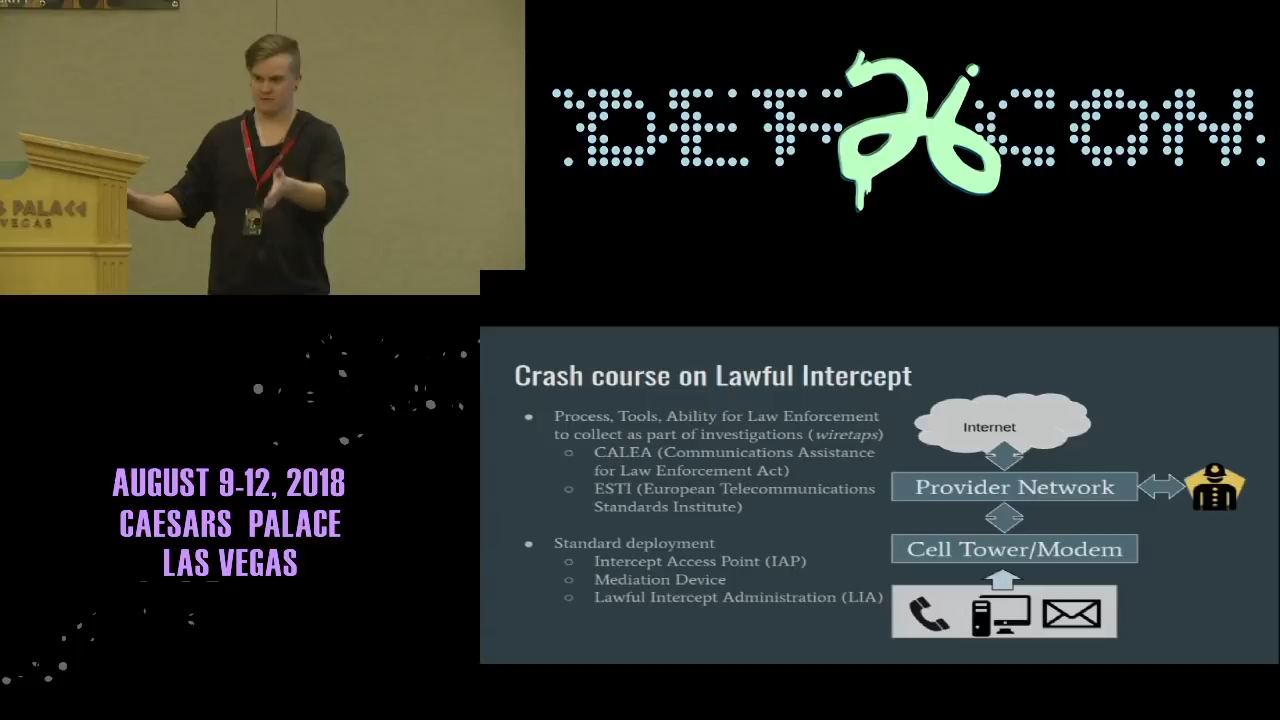 S PALACE
VEGAS
DEF CON
26
AUGUST 9-12, 2018
CAESARS PALACE
LAS VEGAS
Crash course on Lawful Intercept
● Process, Tools, Ability for Law Enforcement
to collect as part of investigations (wiretaps)
○ CALEA (Communications Assistance
for Law Enforcement Act)
○ ESTI (European Telecommunications
Standards Institute)
● Standard deployment
○ Intercept Access Point (IAP)
○ Mediation Device
○ Lawful Intercept Administration (LIA)
Internet
Provider Network
Cell Tower/Modem